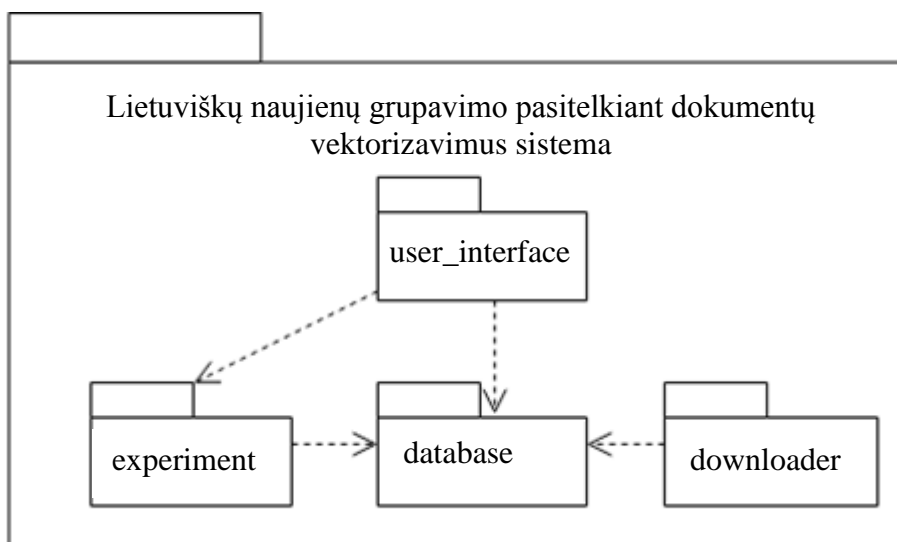 Lietuviškų naujienų grupavimo pasitelkiant dokumentų
vektorizavimus sistema
user_interface
experiment
database
downloader